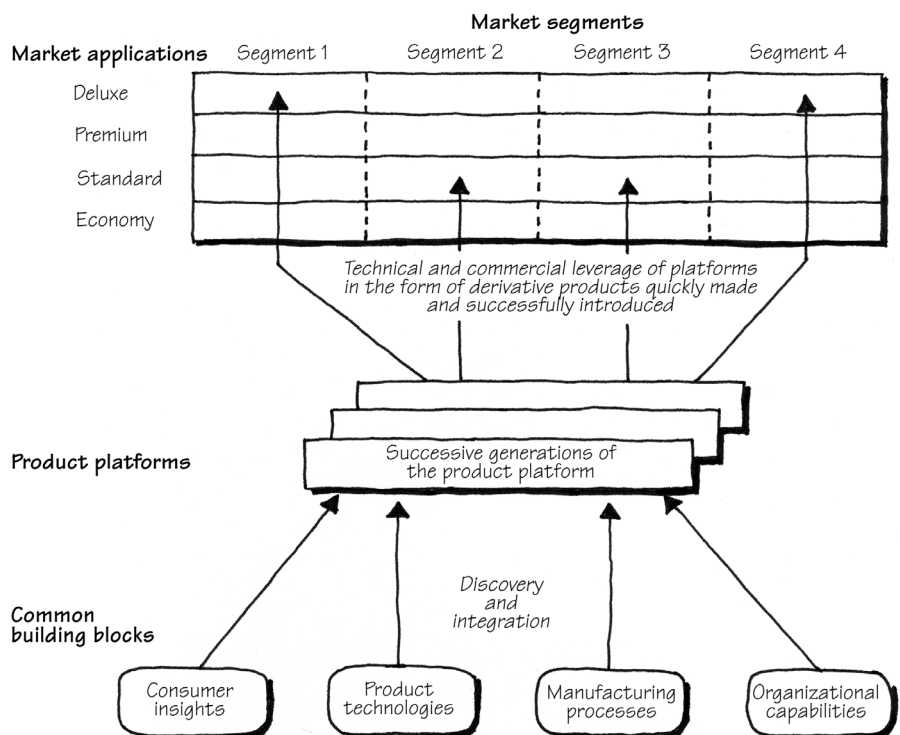 Market segments
Market applications
Segment 1
Segment 2
Segment 3
Segment 4
Deluxe
Premium
Standard
Economy
Technical and commercial leverage of platforms
in the form of derivative products quickly made
and successfully introduced
Product platforms
Successive generations of
the product platform
Discovery
and
integration
Common
building blocks
Consumer
insights
Product
technologies
Manufacturing
processes
Organizational
capabilities